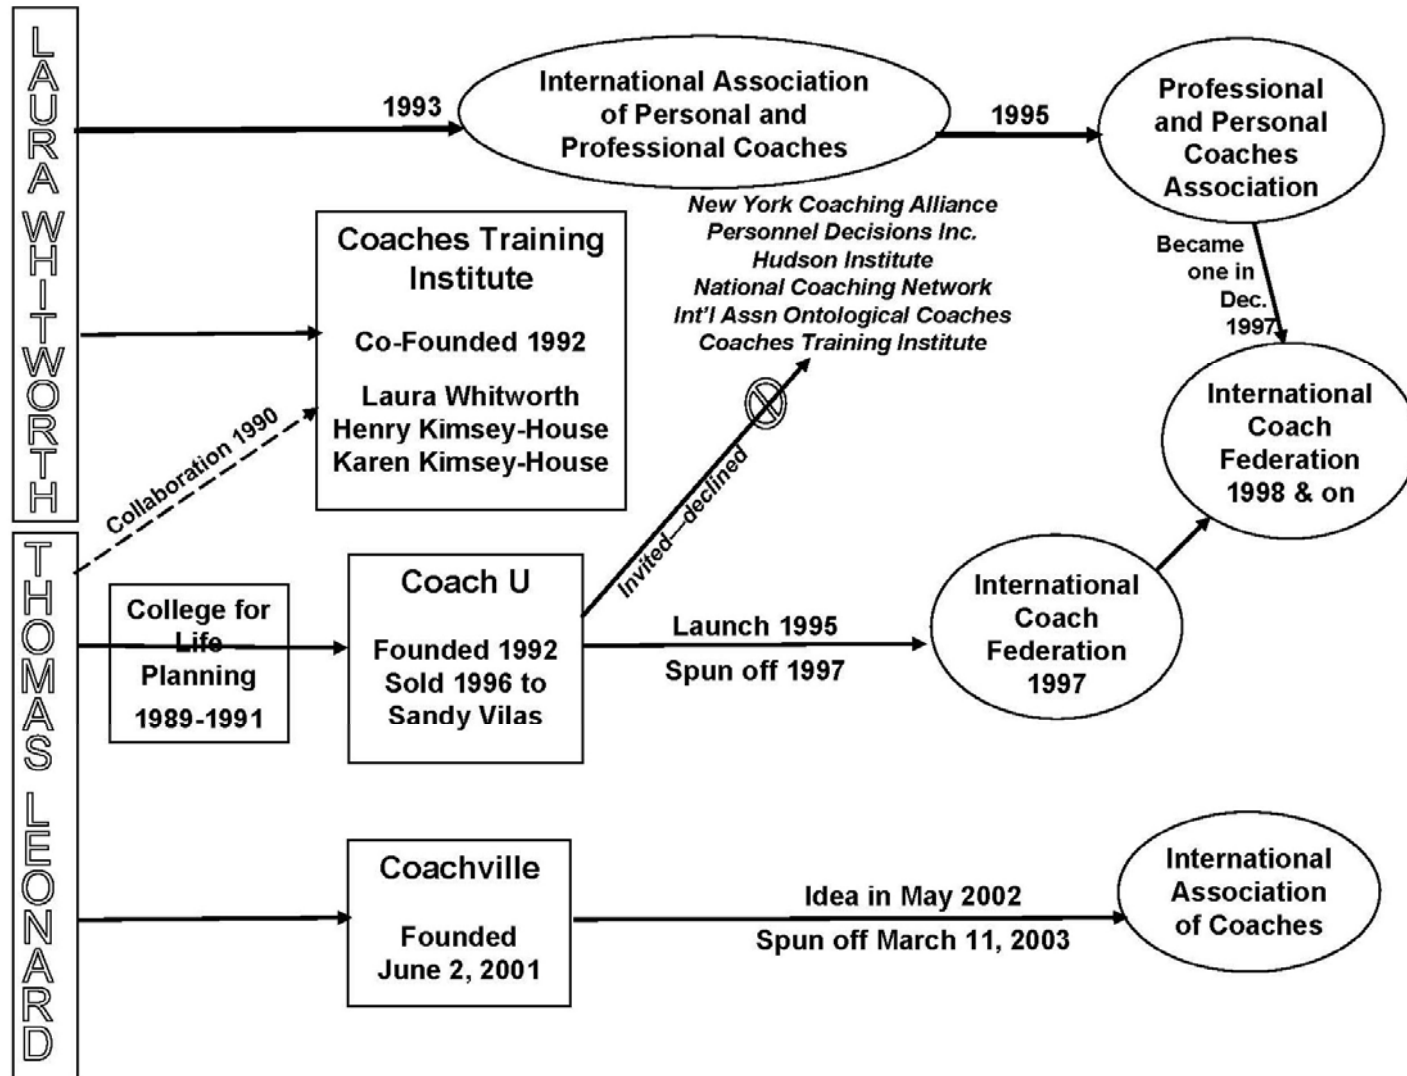 LAURA WHITWORTH
1993
International Association
of Personal and
Professional Coaches
1995
Professional
and Personal
Coaches
Association
Coaches Training
Institute
Co-Founded 1992
Laura Whitworth
Henry Kimsey-House
Karen Kimsey-House
New York Coaching Alliance
Personnel Decisions Inc.
Hudson Institute
National Coaching Network
Int'l Assn Ontological Coaches
Coaches Training Institute
Became
one in
Dec.
1997
International
Coach
Federation
1998 & on
Collaboration 1990
Invited----declined
THOMAS LEONARD
College for
Life
Planning
1989-1991
Coach U
Founded 1992
Sold 1996 to
Sandy Vilas
Launch 1995
Spun off 1997
International
Coach
Federation
1997
Coachville
Founded
June 2, 2001
Idea in May 2002
Spun off March 11, 2003
International
Association
of Coaches